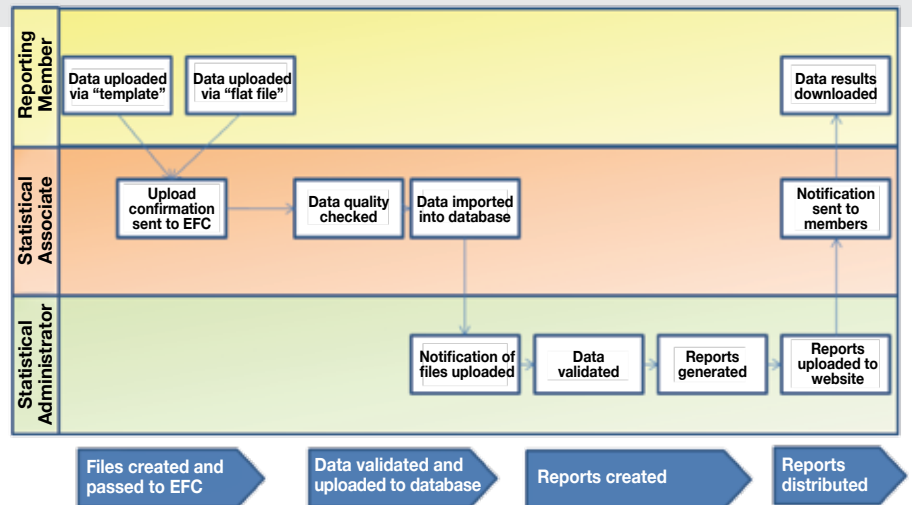 Reporting
Member
Data uploaded
via “template”
Data uploaded
via “flat file”
Data results
downloaded
Statistical
Associate
Upload
confirmation
sent to EFC
Data quality
checked
Data imported
into database
Notification
sent to
members
Statistical
Administrator
Notification of
files uploaded
Data
validated
Reports
generated
Reports
uploaded to
website
Files created and
passed to EFC
Data validated and
uploaded to database
Reports created
Reports
distributed